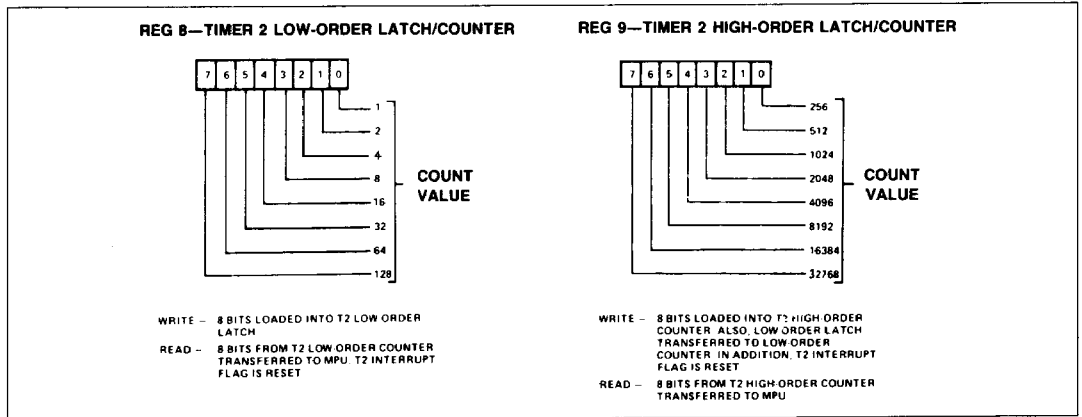 REG 8—TIMER 2 LOW-ORDER LATCH/COUNTER
7 6 5 4 3 2 1 0
1
2
4
8
16
32
64
128
COUNT
VALUE
WRITE – 8 BITS LOADED INTO T2 LOW ORDER
LATCH
READ – 8 BITS FROM T2 LOW-ORDER COUNTER
TRANSFERRED TO MPU. T2 INTERRUPT
FLAG IS RESET
REG 9—TIMER 2 HIGH-ORDER LATCH/COUNTER
7 6 5 4 3 2 1 0
256
512
1024
2048
4096
8192
16384
32768
COUNT
VALUE
WRITE – 8 BITS LOADED INTO T2 HIGH-ORDER
COUNTER ALSO, LOW ORDER LATCH
TRANSFERRED TO LOW-ORDER
COUNTER IN ADDITION, T2 INTERRUPT
FLAG IS RESET
READ – 8 BITS FROM T2 HIGH-ORDER COUNTER
TRANSFERRED TO MPU